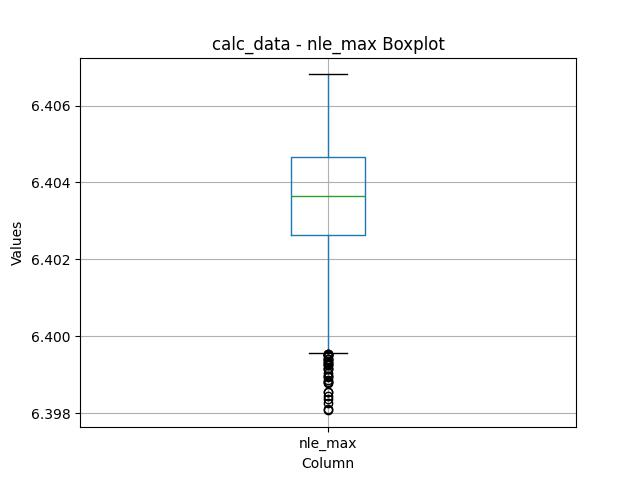 calc_data - nle_max Boxplot
6.406
6.404
6.402
6.400
6.398
Values
nle_max
Column